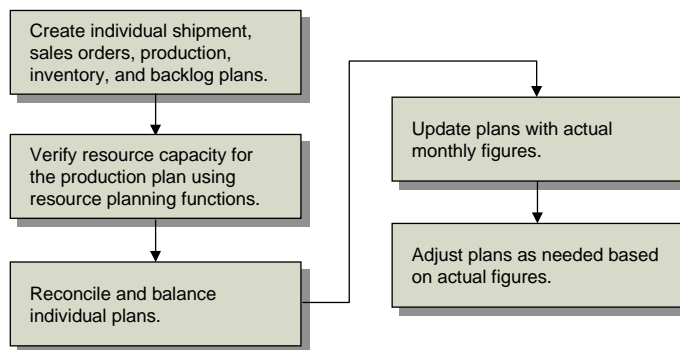 Create individual shipment,
sales orders, production,
inventory, and backlog plans.
Verify resource capacity for
the production plan using
resource planning functions.
Reconcile and balance
individual plans.
Update plans with actual
monthly figures.
Adjust plans as needed based
on actual figures.